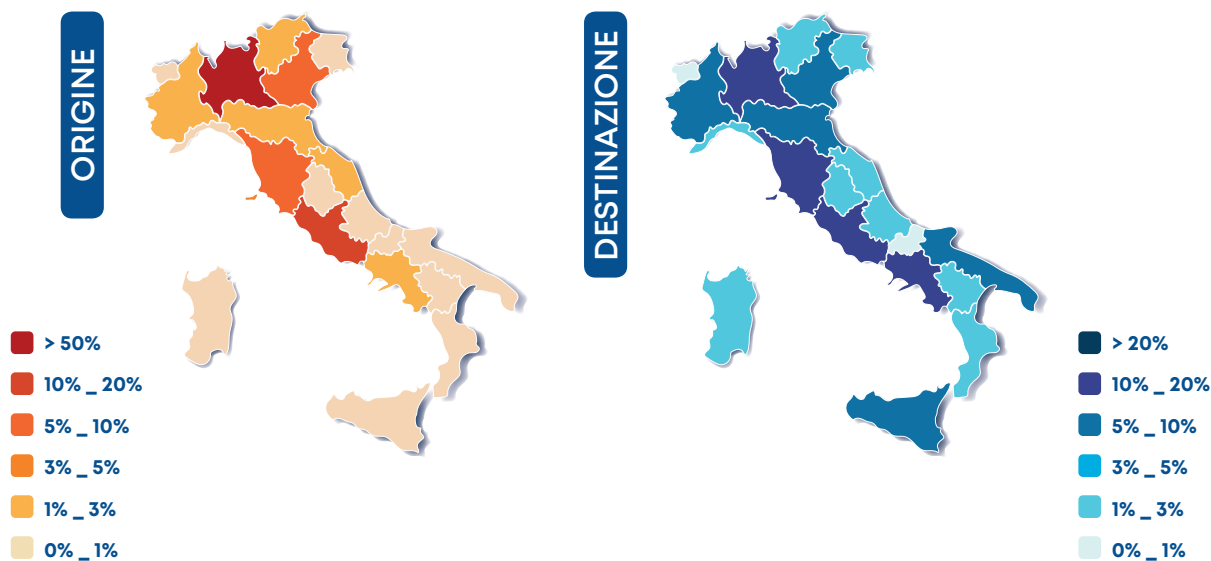 ORIGINE
> 50%
10% _ 20%
5% _ 10%
3% _ 5%
1% _ 3%
0% _ 1%
DESTINAZIONE
> 20%
10% _ 20%
5% _ 10%
3% _ 5%
1% _ 3%
0% _ 1%